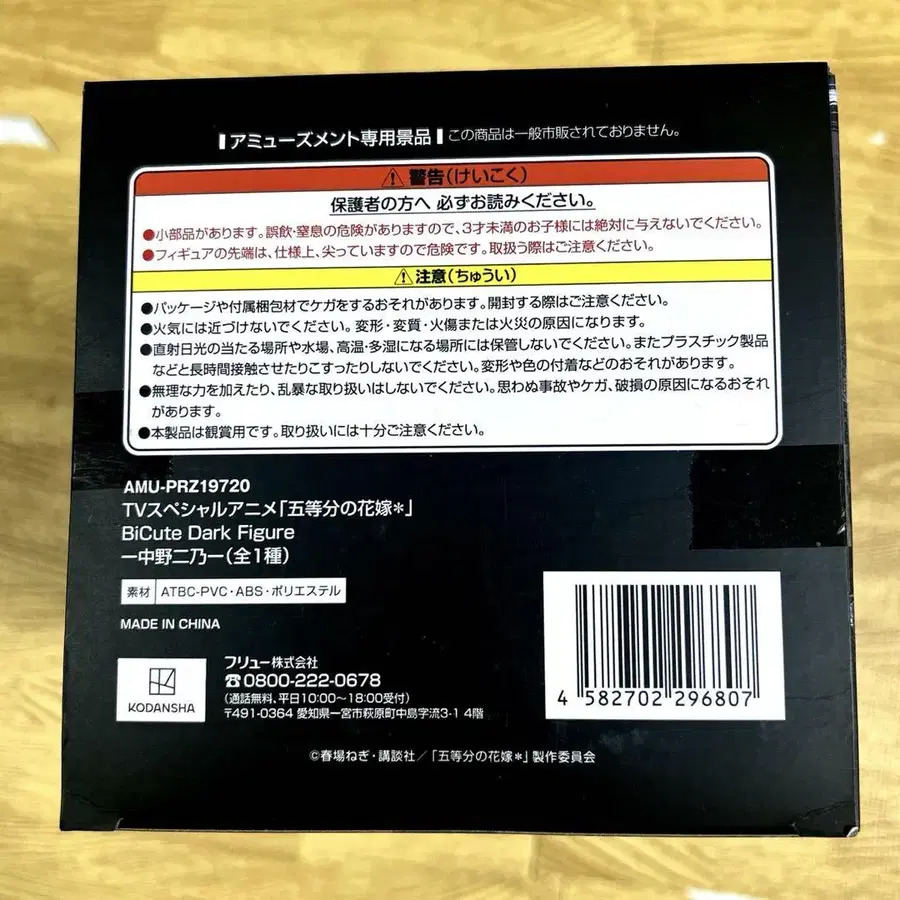 アミューズメント専用景品 この商品は一般市販されておりません。
警告(けいこく)
保護者の方へ 必ずお読みください。
●小部品があります。誤飲・窒息の危険がありますので、3才未満のお子様には絶対に与えないでください。
●フィギュアの先端は、仕様上、尖っていますので危険です。取扱う際はご注意ください。
注意(ちゅうい)
●パッケージや付属梱包材でケガをするおそれがあります。開封する際はご注意ください。
●火気には近づけないでください。変形・変質・火傷または火災の原因になります。
●直射日光の当たる場所や水場、高温・多湿になる場所には保管しないでください。またプラスチック製品
などと長時間接触させたりこすったりしないでください。変形や色の付着などのおそれがあります。
●無理な力を加えたり、乱暴な取り扱いはしないでください。思わぬ事故やケガ、破損の原因になるおそれ
があります。
●本製品は観賞用です。取り扱いには十分ご注意ください。
AMU-PRZ19720
TVスペシャルアニメ「五等分の花嫁*」
BiCute Dark Figure
ー中野二乃ー(全1種)
素材 ATBC-PVC・ABS・ポリエステル
MADE IN CHINA
KODANSHA
フリュー株式会社
☎0800-222-0678
(通話無料、平日10:00〜18:00受付)
〒491-0364 愛知県一宮市萩原町中島字流3-1 4階
4 582702 296807
©春場ねぎ・講談社/「五等分の花嫁*」製作委員会